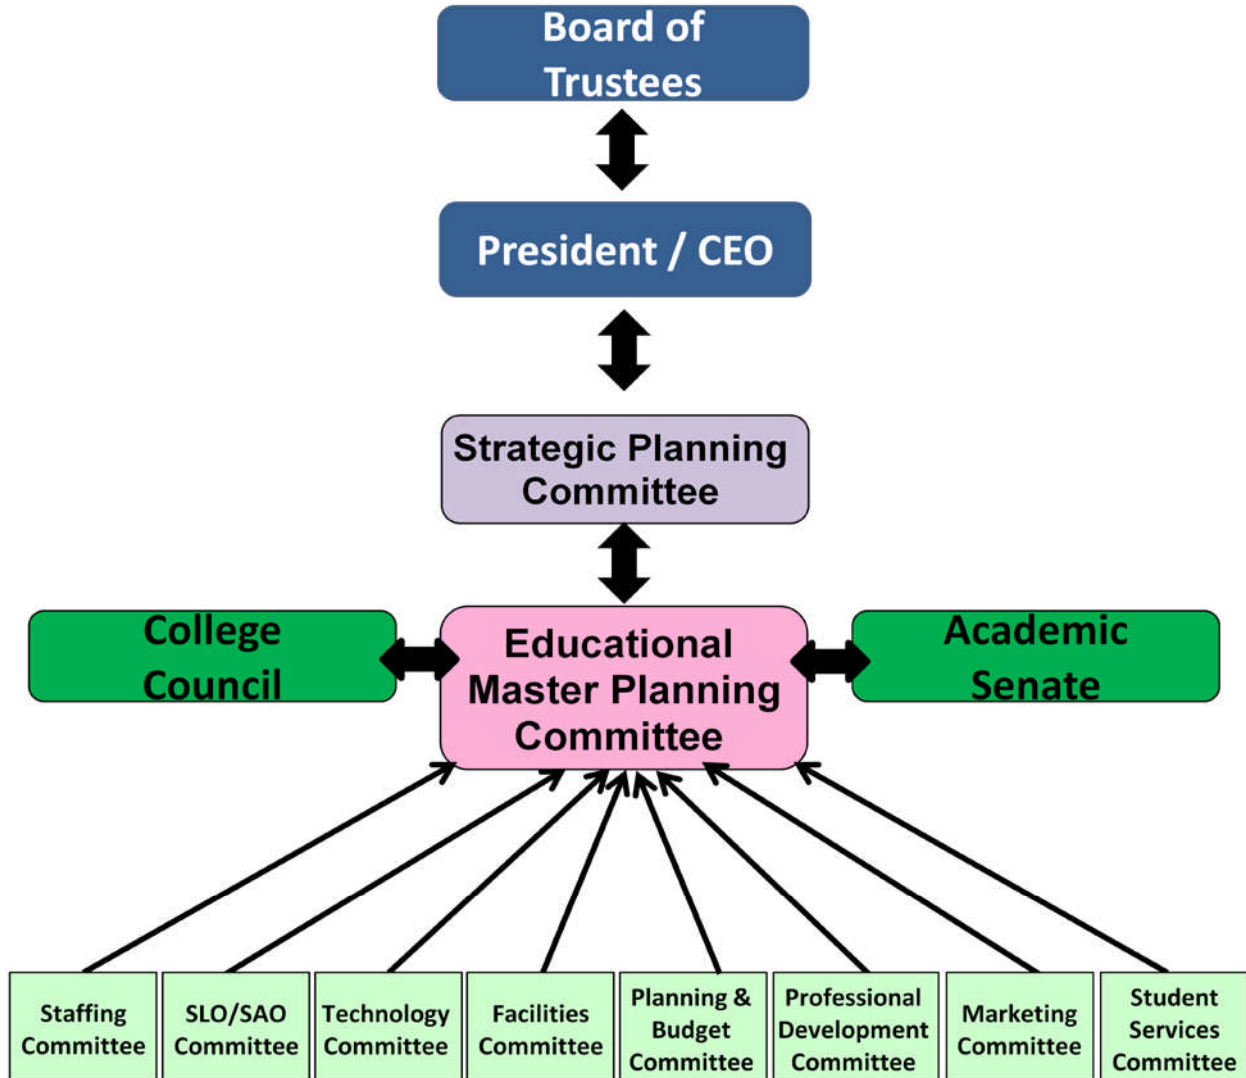 Board of
Trustees
President / CEO
Strategic Planning
Committee
College
Council
Educational
Master Planning
Committee
Academic
Senate
Staffing
Committee
SLO/SAO
Committee
Technology
Committee
Facilities
Committee
Planning &
Budget
Committee
Professional
Development
Committee
Marketing
Committee
Student
Services
Committee